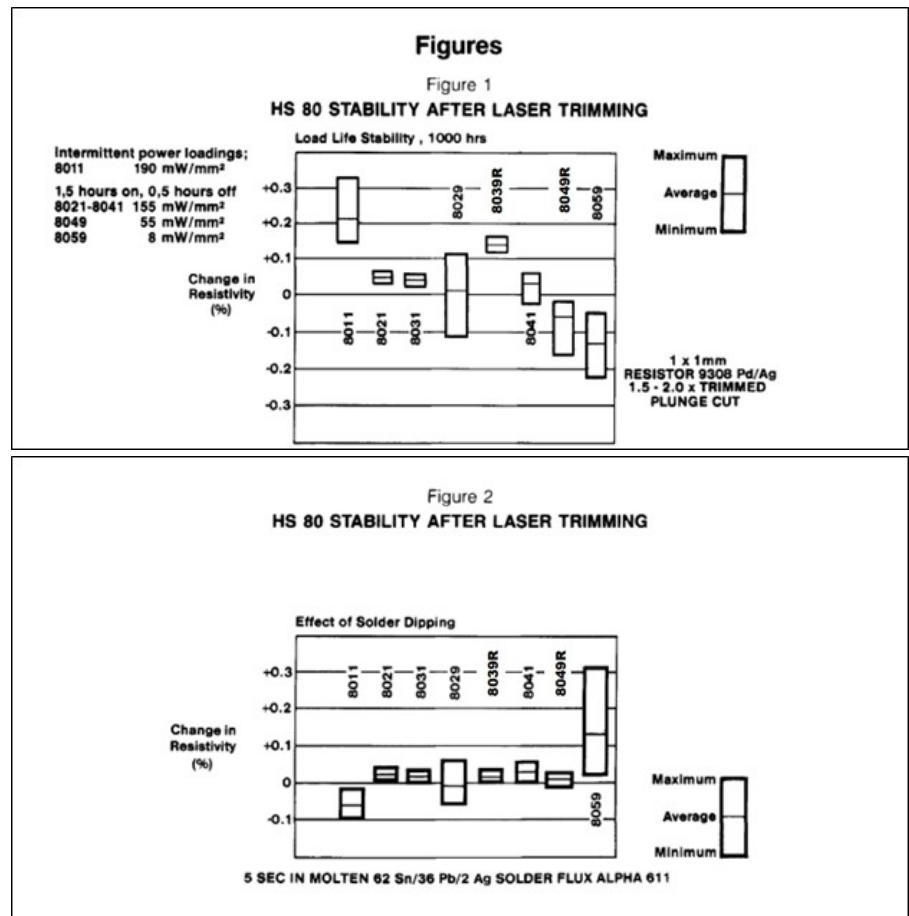 Figures
Figure 1
HS 80 STABILITY AFTER LASER TRIMMING
Load Life Stability , 1000 hrs
Intermittent power loadings;
8011 190 mW/mm²
1,5 hours on, 0,5 hours off
8021-8041 155 mW/mm²
8049 55 mW/mm²
8059 8 mW/mm²
Change in
Resistivity
(%)
+0.3
+0.2
+0.1
0
-0.1
-0.2
-0.3
8011
8021
8031
8029
8039R
8041
8049R
8059
Maximum
Average
Minimum
1 x 1mm
RESISTOR 9308 Pd/Ag
1.5 - 2.0 x TRIMMED
PLUNGE CUT
Figure 2
HS 80 STABILITY AFTER LASER TRIMMING
Effect of Solder Dipping
Change in
Resistivity
(%)
+0.3
+0.2
+0.1
0
-0.1
8011
8021
8031
8029
8039R
8041
8049R
8059
Maximum
Average
Minimum
5 SEC IN MOLTEN 62 Sn/36 Pb/2 Ag SOLDER FLUX ALPHA 611